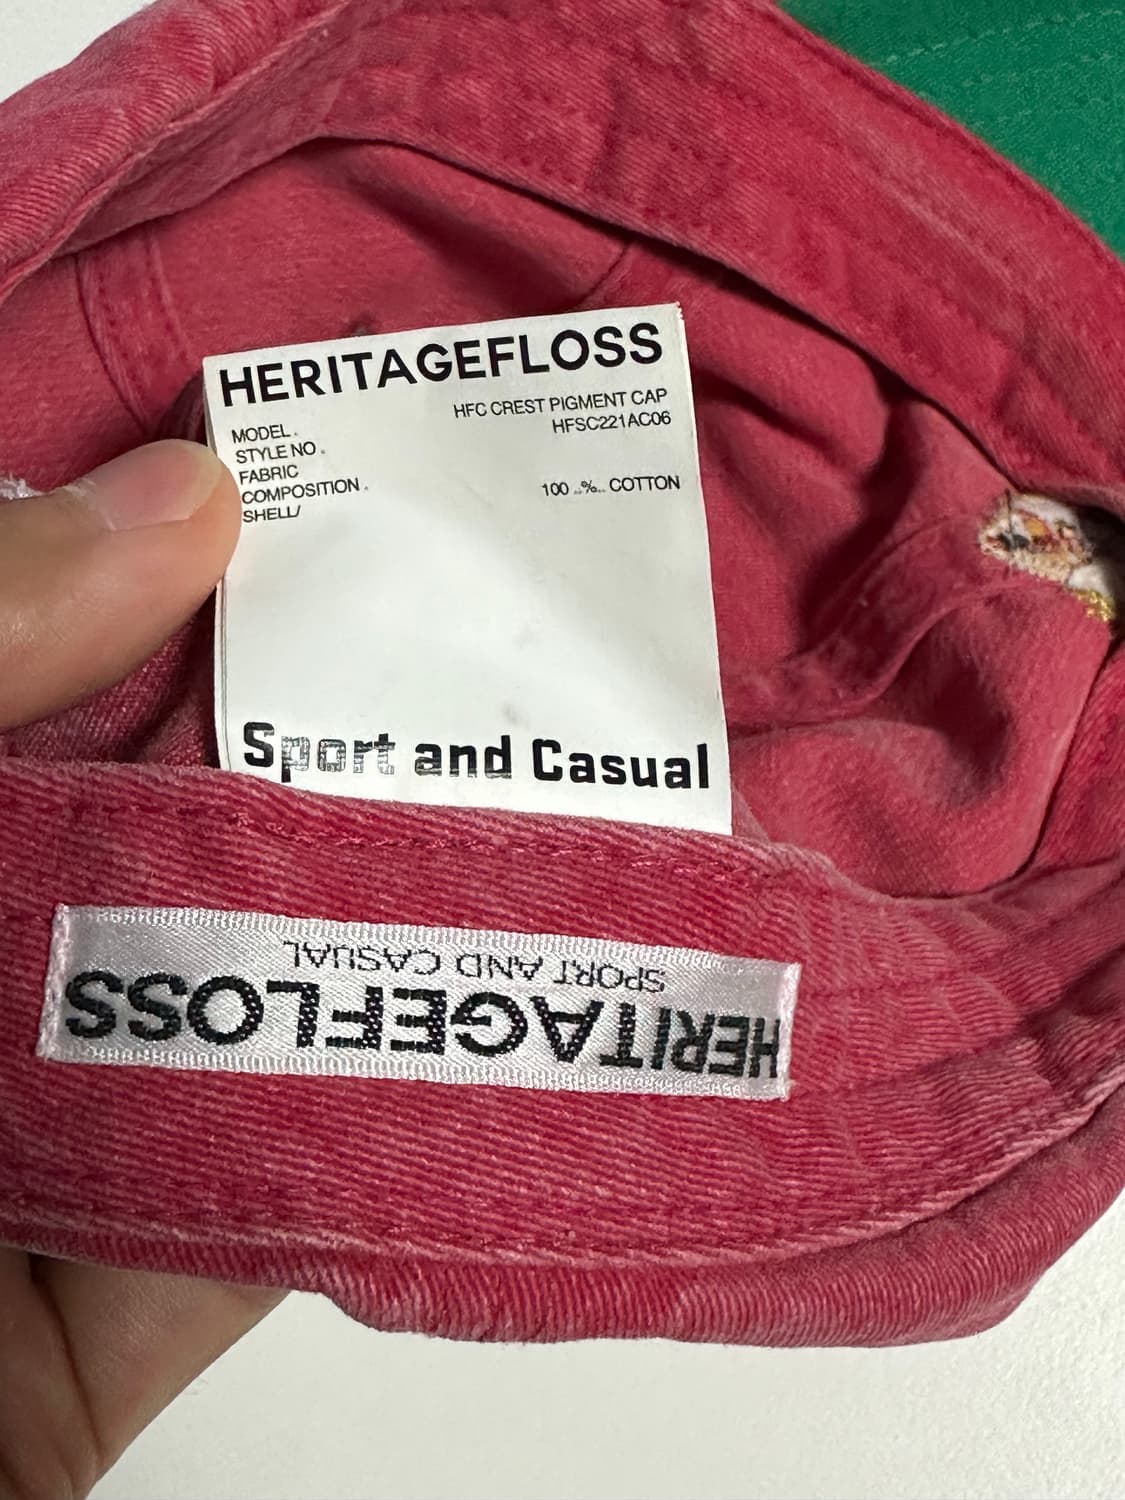 HERITAGEFLOSS
MODEL. HFC CREST PIGMENT CAP
STYLE NO. HFSC221AC06
FABRIC
COMPOSITION. 100 % COTTON
SHELL/
Sport and Casual
HERITAGEFLOSS
SPORT AND CASUAL